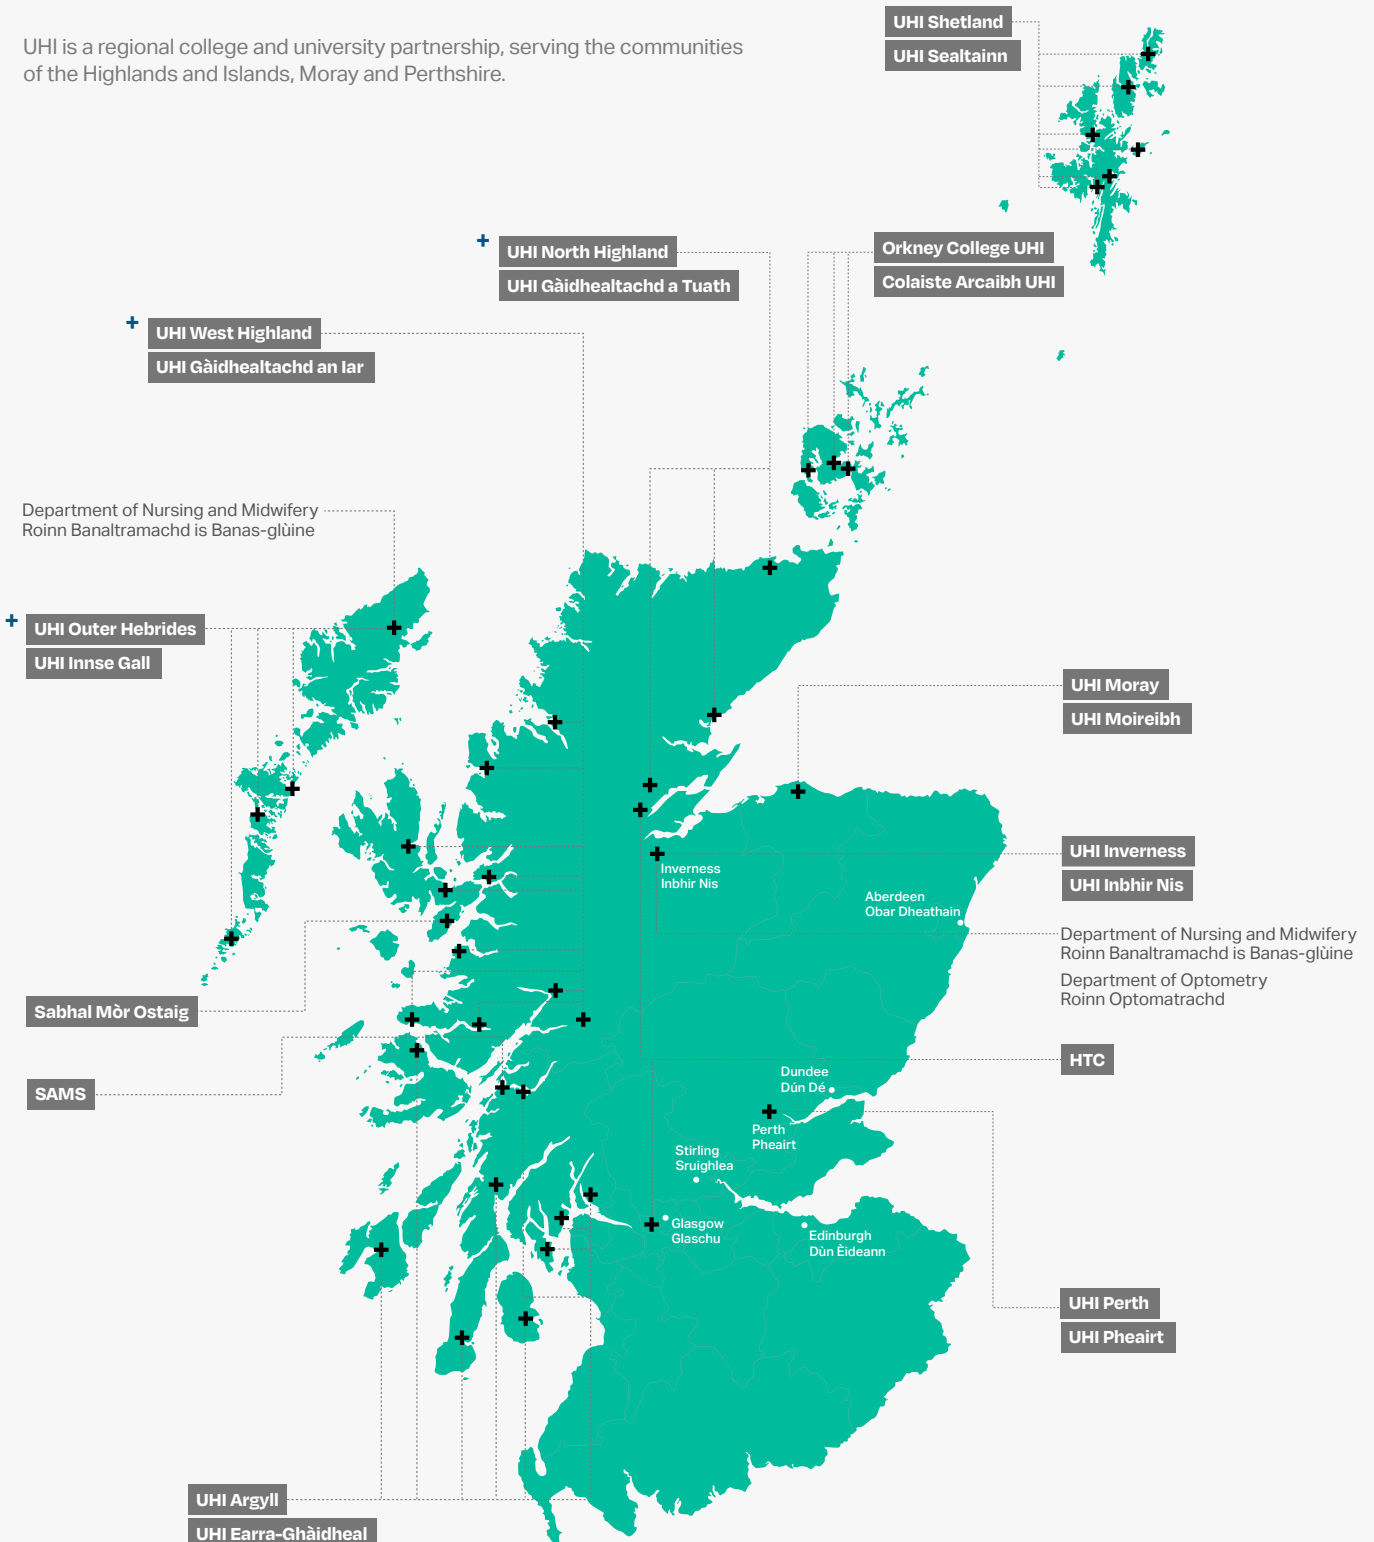 UHI is a regional college and university partnership, serving the communities
of the Highlands and Islands, Moray and Perthshire.
UHI Shetland
UHI Sealtainn
+
UHI North Highland
UHI Gàidhealtachd a Tuath
Orkney College UHI
Colaiste Arcaibh UHI
+
UHI West Highland
UHI Gàidhealtachd an Iar
Department of Nursing and Midwifery
Roinn Banaltramachd is Banas-glùine
+
UHI Outer Hebrides
UHI Innse Gall
UHI Moray
UHI Moireibh
UHI Inverness
UHI Inbhir Nis
Inverness
Inbhir Nis
Aberdeen
Obar Dheathain
Department of Nursing and Midwifery
Roinn Banaltramachd is Banas-glùine
Department of Optometry
Roinn Optomatrachd
Sabhal Mòr Ostaig
HTC
SAMS
Dundee
Dún Dé
Perth
Pheairt
Stirling
Sruighlea
Glasgow
Glaschu
Edinburgh
Dùn Èideann
UHI Perth
UHI Pheairt
UHI Argyll
UHI Earra-Ghàidheal